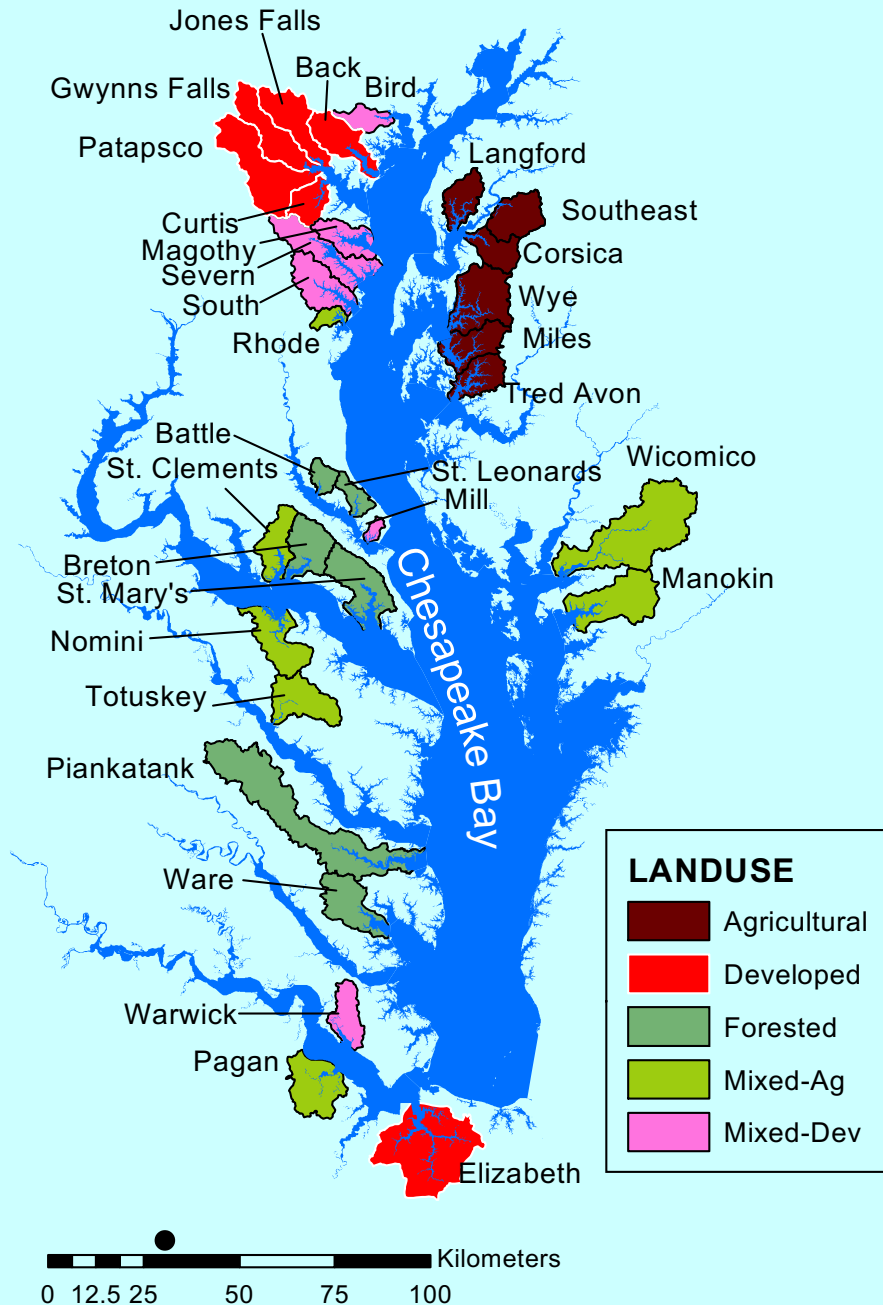 Jones Falls
Back
Gwynns Falls
Bird
Patapsco
Langford
Southeast
Curtis
Magothy
Corsica
Severn
South
Wye
Rhode
Miles
Tred Avon
Battle
St. Clements
St. Leonards
Wicomico
Mill
Breton
St. Mary's
Manokin
Nomini
Chesapeake Bay
Totuskey
Piankatank
Ware
Warwick
Pagan
Elizabeth
LANDUSE
Agricultural
Developed
Forested
Mixed-Ag
Mixed-Dev
Kilometers
0 12.5 25 50 75 100